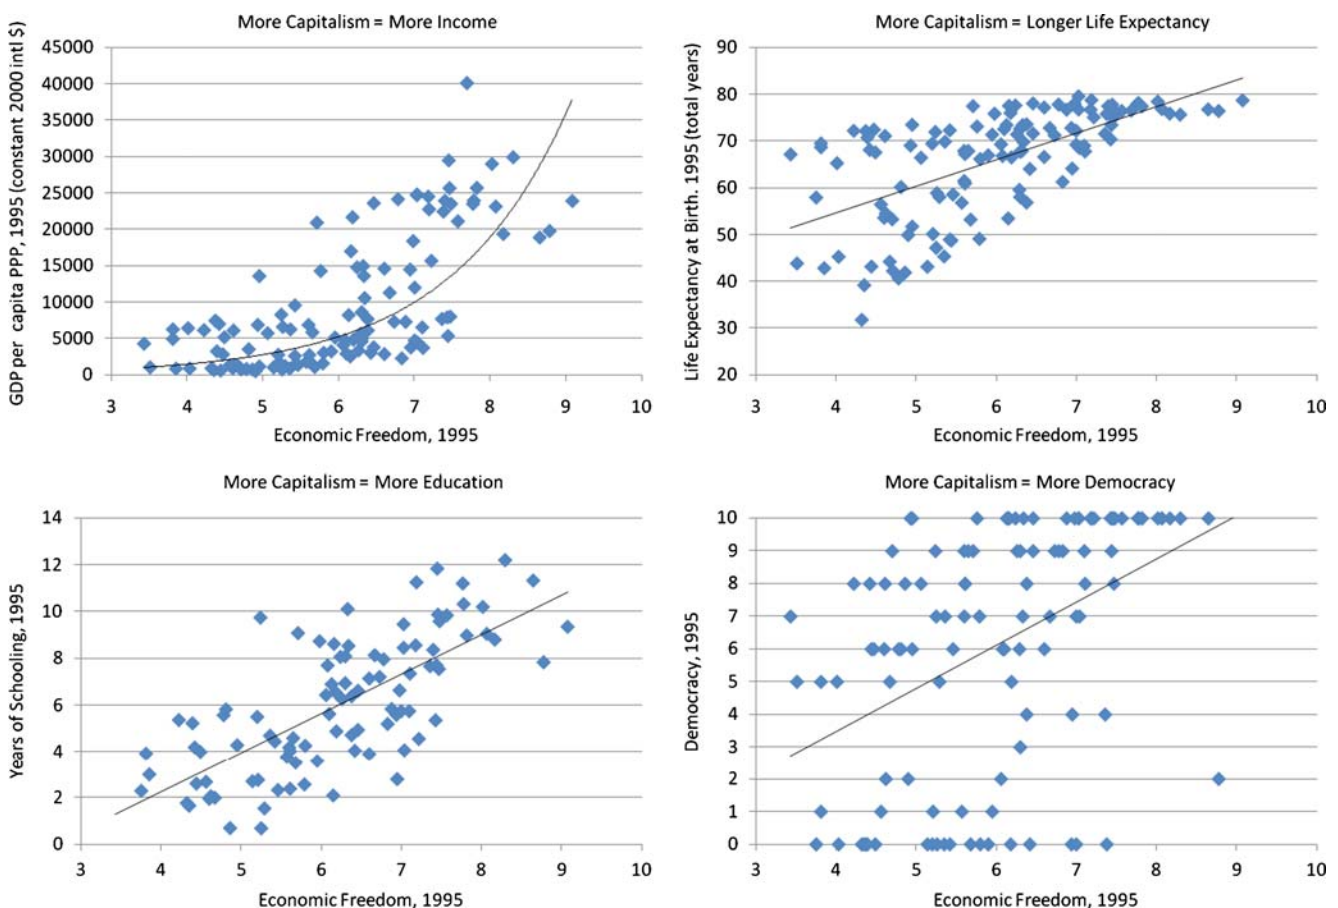 More Capitalism = More Income
GDP per capita PPP, 1995 (constant 2000 intl $)
45000
40000
35000
30000
25000
20000
15000
10000
5000
0
3 4 5 6 7 8 9 10
Economic Freedom, 1995
More Capitalism = Longer Life Expectancy
Life Expectancy at Birth. 1995 (total years)
90
80
70
60
50
40
30
20
3 4 5 6 7 8 9 10
Economic Freedom, 1995
More Capitalism = More Education
Years of Schooling, 1995
14
12
10
8
6
4
2
0
3 4 5 6 7 8 9 10
Economic Freedom, 1995
More Capitalism = More Democracy
Democracy, 1995
10
9
8
7
6
5
4
3
2
1
0
3 4 5 6 7 8 9 10
Economic Freedom, 1995